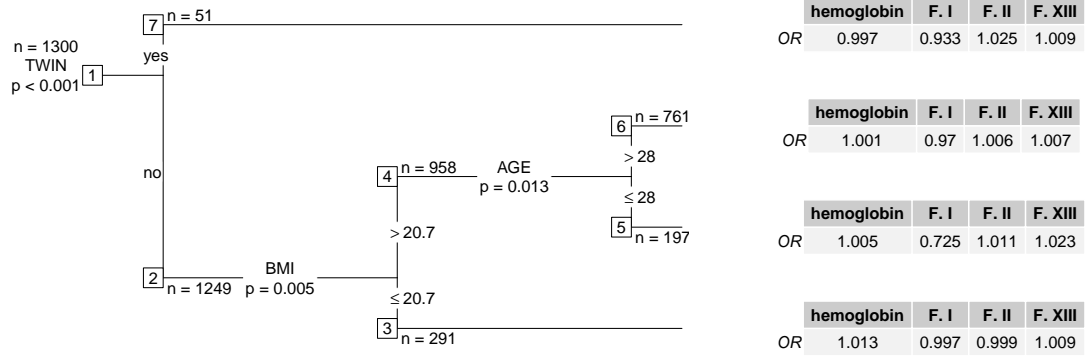 7 n = 51
yes
n = 1300
TWIN
p < 0.001
1
no
2
n = 1249
BMI
p = 0.005
4 n = 958
AGE
p = 0.013
> 20.7
≤ 20.7
3
n = 291
6 n = 761
> 28
≤ 28
5
n = 197
hemoglobin F. I F. II F. XIII
OR 0.997 0.933 1.025 1.009
hemoglobin F. I F. II F. XIII
OR 1.001 0.97 1.006 1.007
hemoglobin F. I F. II F. XIII
OR 1.005 0.725 1.011 1.023
hemoglobin F. I F. II F. XIII
OR 1.013 0.997 0.999 1.009